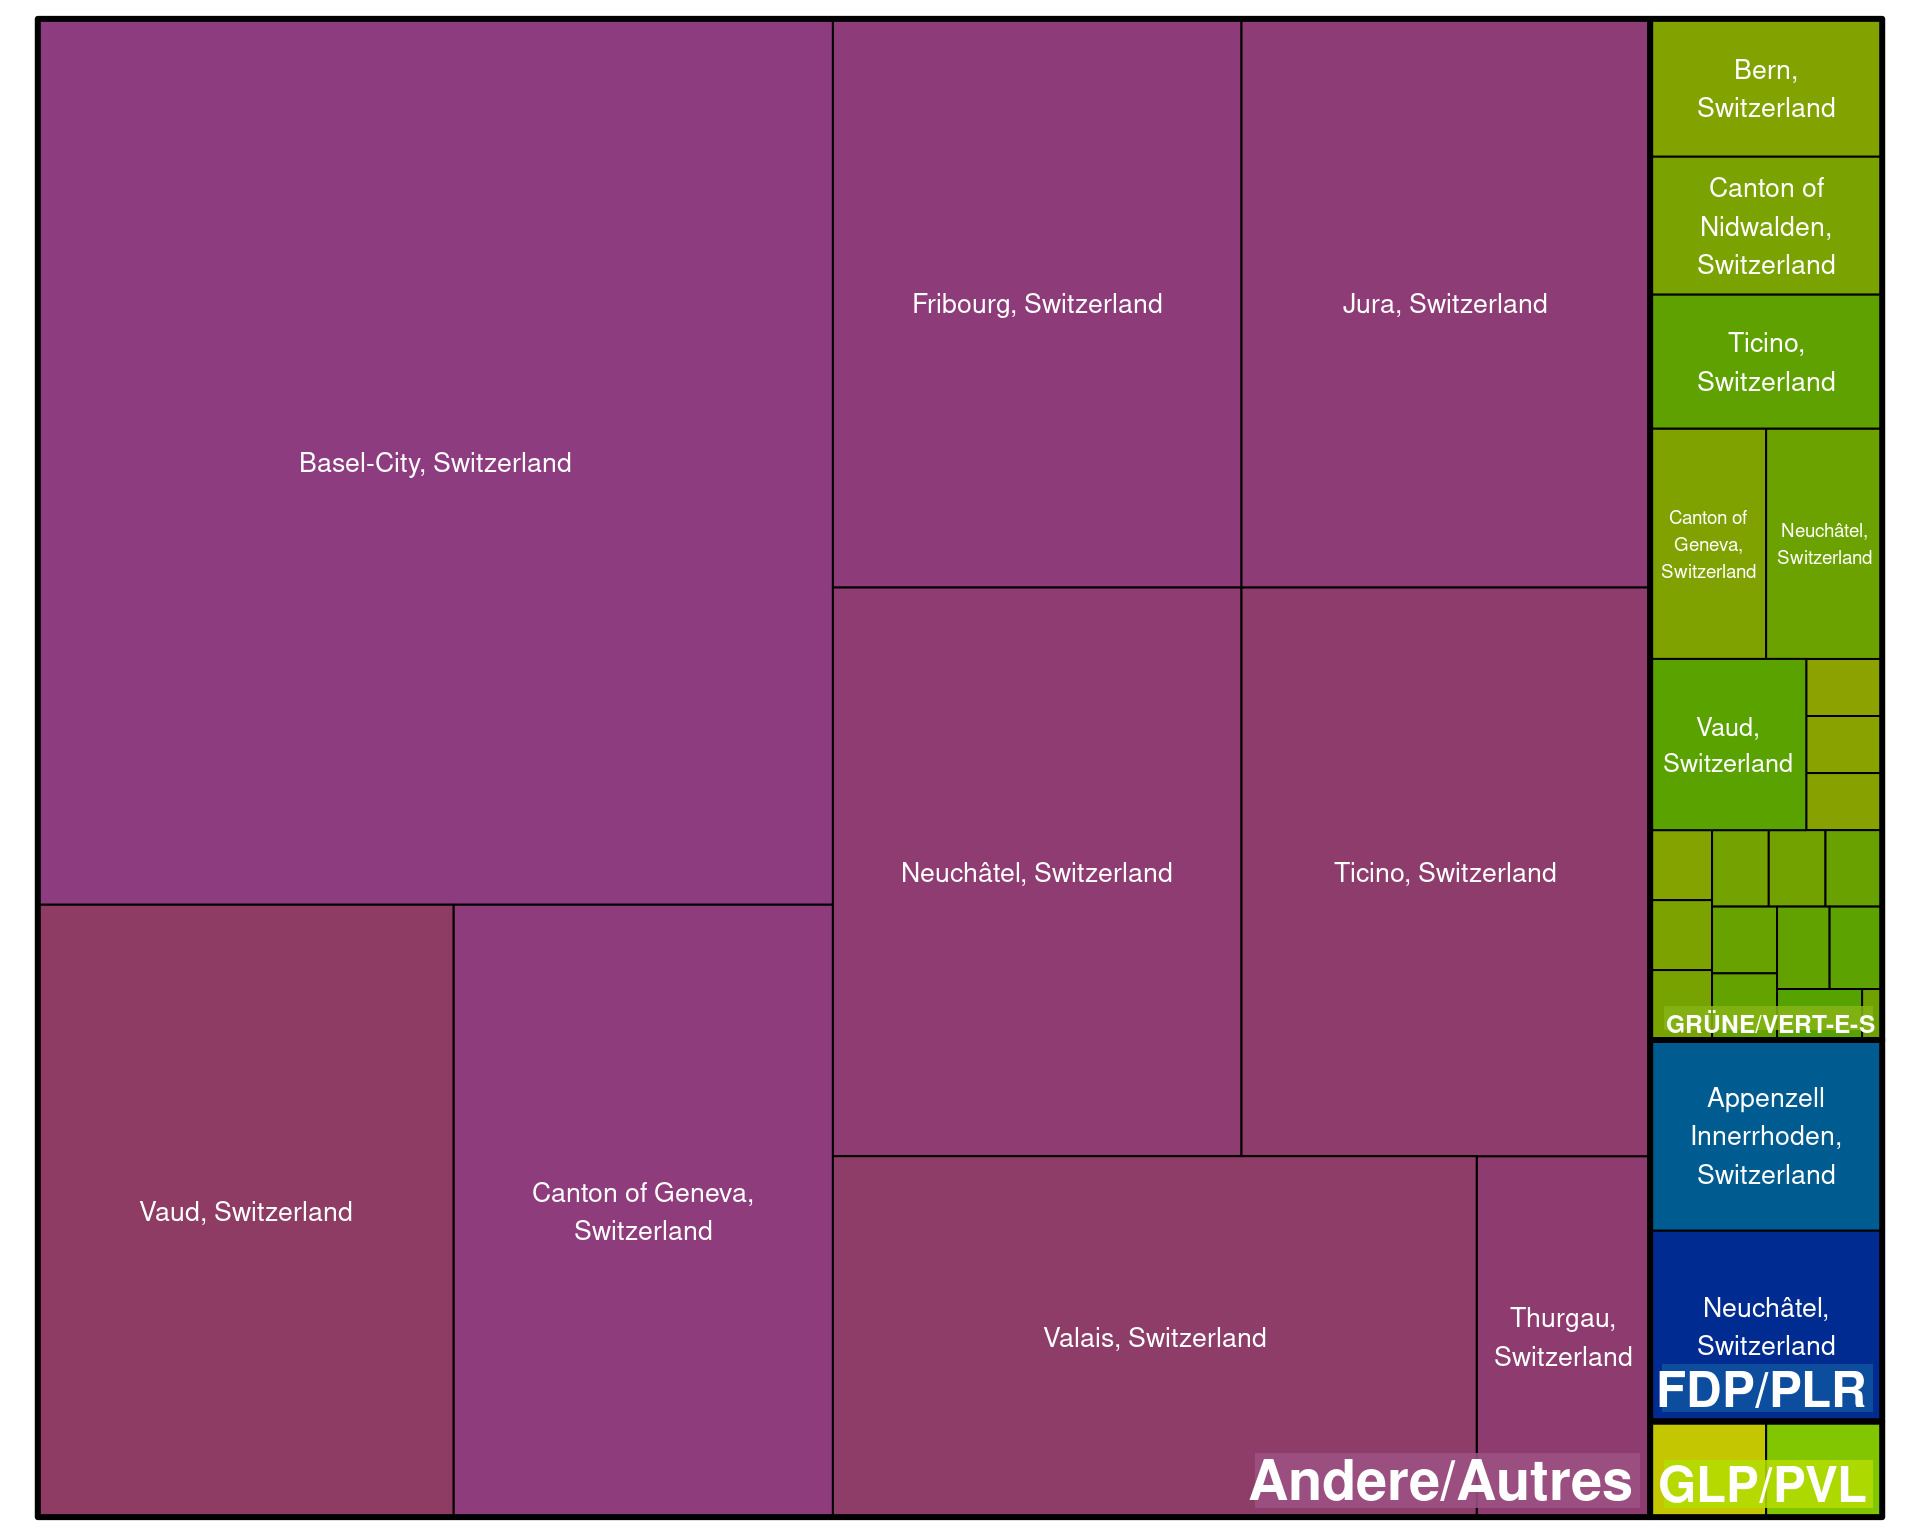 Basel-City, Switzerland
Fribourg, Switzerland
Jura, Switzerland
Neuchâtel, Switzerland
Ticino, Switzerland
Vaud, Switzerland
Canton of Geneva,
Switzerland
Valais, Switzerland
Thurgau,
Switzerland
Andere/Autres
Bern,
Switzerland
Canton of
Nidwalden,
Switzerland
Ticino,
Switzerland
Canton of
Geneva,
Switzerland
Neuchâtel,
Switzerland
Vaud,
Switzerland
GRÜNE/VERT-E-S
Appenzell
Innerrhoden,
Switzerland
Neuchâtel,
Switzerland
FDP/PLR
GLP/PVL